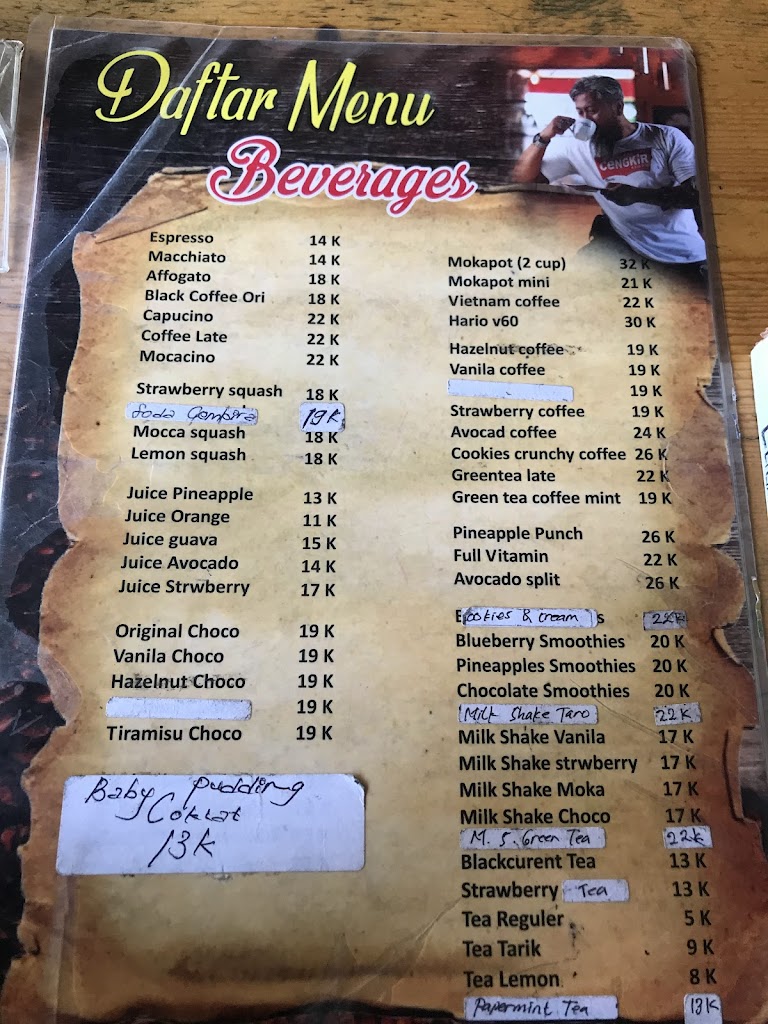 Daftar Menu
Beverages
CENGKIR
Espresso 14 K
Macchiato 14 K
Affogato 18 K
Black Coffee Ori 18 K
Capucino 22 K
Coffee Late 22 K
Mocacino 22 K
Strawberry squash 18 K
Soda Gembira 19K
Mocca squash 18 K
Lemon squash 18 K
Juice Pineapple 13 K
Juice Orange 11 K
Juice guava 15 K
Juice Avocado 14 K
Juice Strwberry 17 K
Original Choco 19 K
Vanila Choco 19 K
Hazelnut Choco 19 K
19 K
Tiramisu Choco 19 K
Baby pudding
Coklat
13K
Mokapot (2 cup) 32 K
Mokapot mini 21 K
Vietnam coffee 22 K
Hario v60 30 K
Hazelnut coffee 19 K
Vanila coffee 19 K
19 K
Strawberry coffee 19 K
Avocad coffee 24 K
Cookies crunchy coffee 26 K
Greentea late 22 K
Green tea coffee mint 19 K
Pineapple Punch 26 K
Full Vitamin 22 K
Avocado split 26 K
Cookies & cream 22K
Blueberry Smoothies 20 K
Pineapples Smoothies 20 K
Chocolate Smoothies 20 K
Milk Shake Taro 22K
Milk Shake Vanila 17 K
Milk Shake strwberry 17 K
Milk Shake Moka 17 K
Milk Shake Choco 17 K
M. S. Green Tea 22k
Blackcurent Tea 13 K
Strawberry Tea 13 K
Tea Reguler 5 K
Tea Tarik 9 K
Tea Lemon 8 K
Papermint Tea 13K